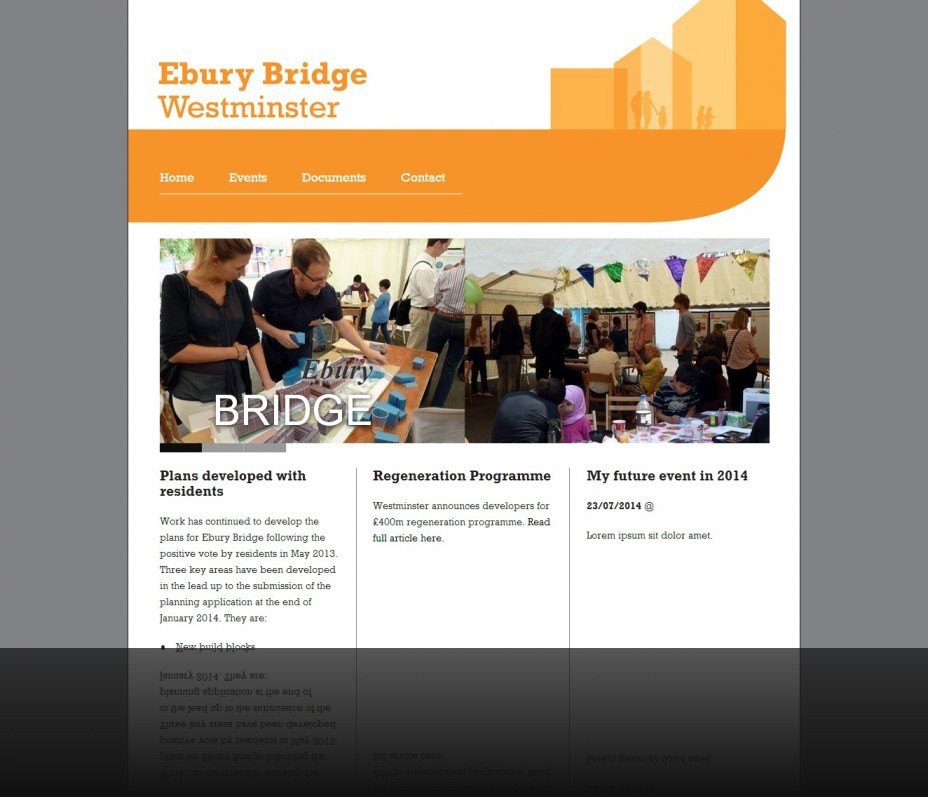 Ebury Bridge
Westminster
Home Events Documents Contact
Ebury
BRIDGE
Plans developed with
residents
Work has continued to develop the
plans for Ebury Bridge following the
positive vote by residents in May 2013.
Three key areas have been developed
in the lead up to the submission of the
planning application at the end of
January 2014. They are:
• New build blocks
Regeneration Programme
Westminster announces developers for
£400m regeneration programme. Read
full article here.
My future event in 2014
23/07/2014 @
Lorem ipsum sit dolor amet.